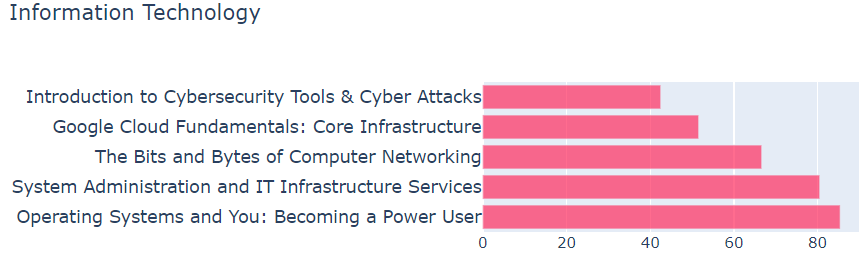 Information Technology
Introduction to Cybersecurity Tools & Cyber Attacks
Google Cloud Fundamentals: Core Infrastructure
The Bits and Bytes of Computer Networking
System Administration and IT Infrastructure Services
Operating Systems and You: Becoming a Power User
0 20 40 60 80